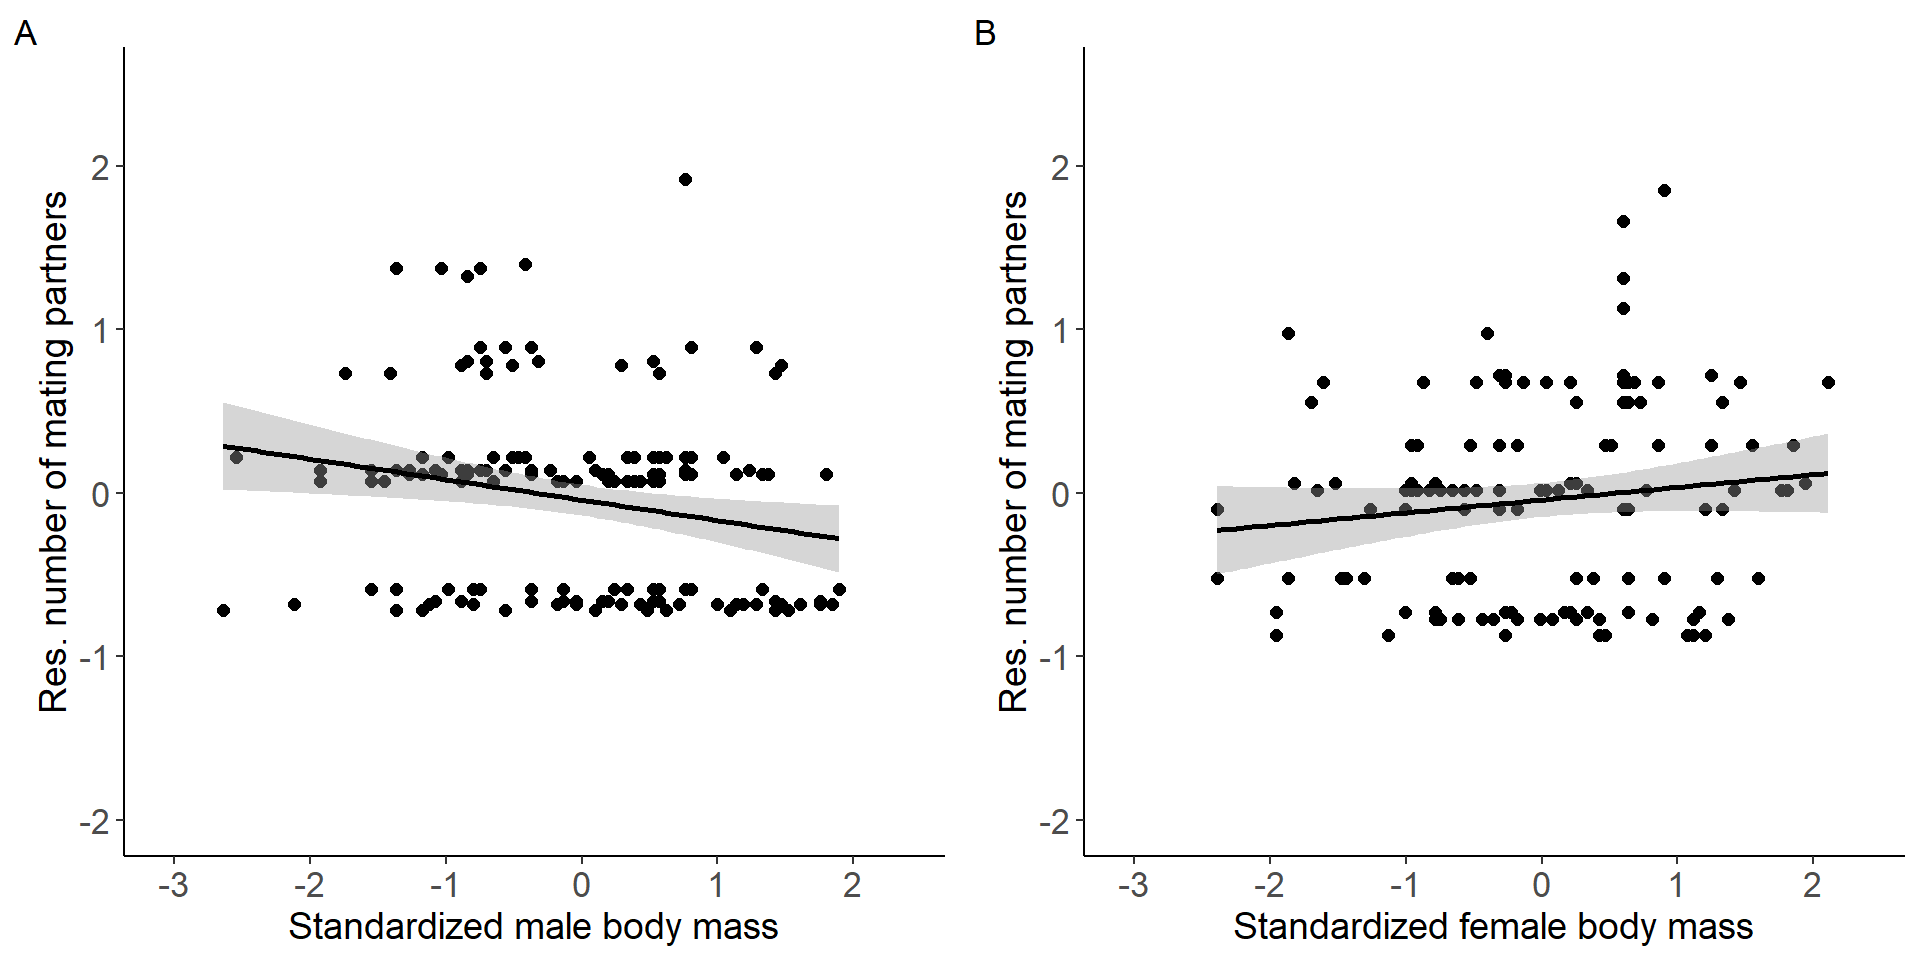 A
Res. number of mating partners
2
1
0
-1
-2
-3 -2 -1 0 1 2
Standardized male body mass
B
Res. number of mating partners
2
1
0
-1
-2
-3 -2 -1 0 1 2
Standardized female body mass